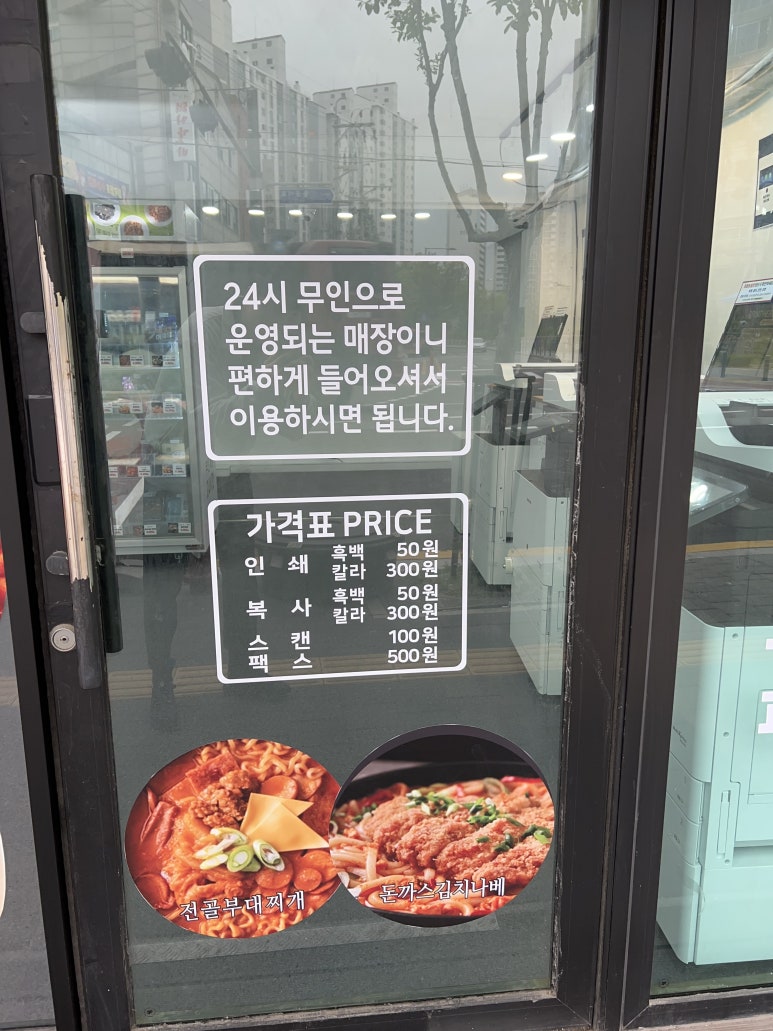 24시 무인으로
운영되는 매장이니
편하게 들어오셔서
이용하시면 됩니다.
가격표 PRICE
인 쇄 흑백 50원
칼라 300원
복 사 흑백 50원
칼라 300원
스 캔 100원
팩 스 500원
전골부대찌개
돈까스김치나베